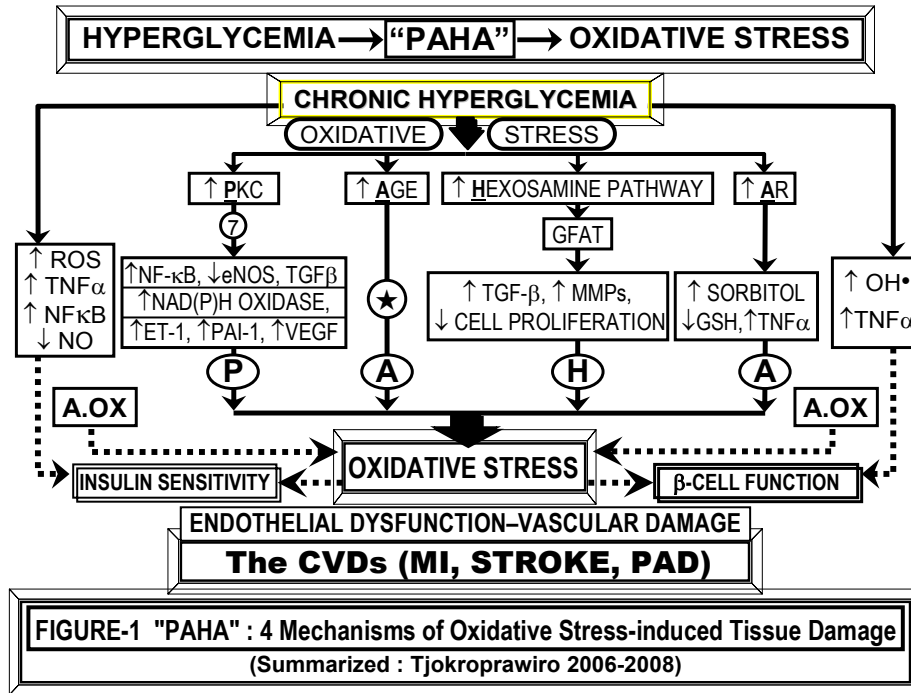 HYPERGLYCEMIA → "PAHA" → OXIDATIVE STRESS
CHRONIC HYPERGLYCEMIA
OXIDATIVE STRESS
↑ PKC
↑ AGE
↑ HEXOSAMINE PATHWAY
↑ AR
7
GFAT
↑ ROS
↑ TNFα
↑ NFκB
↓ NO
↑NF-κB, ↓eNOS, TGFβ
↑NAD(P)H OXIDASE,
↑ET-1, ↑PAI-1, ↑VEGF
★
↑ TGF-β, ↑ MMPs,
↓ CELL PROLIFERATION
↑ SORBITOL
↓GSH,↑TNFα
↑ OH•
↑TNFα
P
A
H
A
A.OX
A.OX
OXIDATIVE STRESS
INSULIN SENSITIVITY
β-CELL FUNCTION
ENDOTHELIAL DYSFUNCTION–VASCULAR DAMAGE
The CVDs (MI, STROKE, PAD)
FIGURE-1 "PAHA" : 4 Mechanisms of Oxidative Stress-induced Tissue Damage
(Summarized : Tjokroprawiro 2006-2008)